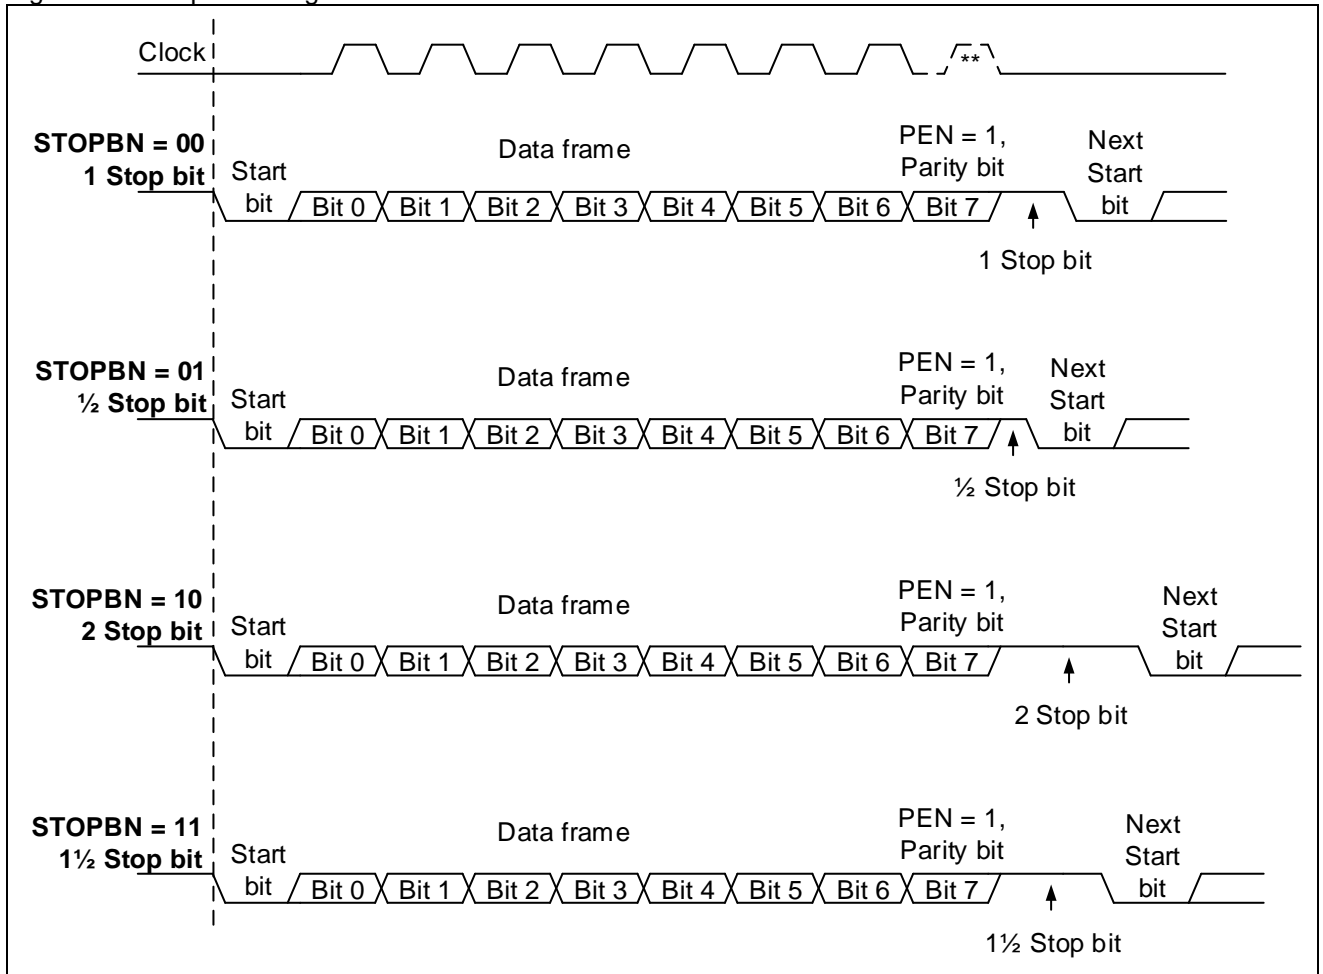 Clock
**
STOPBN = 00
1 Stop bit
Start
bit
Data frame
PEN = 1,
Parity bit
Next
Start
bit
Bit 0 Bit 1 Bit 2 Bit 3 Bit 4 Bit 5 Bit 6 Bit 7
1 Stop bit
STOPBN = 01
½ Stop bit
Start
bit
Data frame
PEN = 1,
Parity bit
Next
Start
bit
Bit 0 Bit 1 Bit 2 Bit 3 Bit 4 Bit 5 Bit 6 Bit 7
½ Stop bit
STOPBN = 10
2 Stop bit
Start
bit
Data frame
PEN = 1,
Parity bit
Next
Start
bit
Bit 0 Bit 1 Bit 2 Bit 3 Bit 4 Bit 5 Bit 6 Bit 7
2 Stop bit
STOPBN = 11
1½ Stop bit
Start
bit
Data frame
PEN = 1,
Parity bit
Next
Start
bit
Bit 0 Bit 1 Bit 2 Bit 3 Bit 4 Bit 5 Bit 6 Bit 7
1½ Stop bit